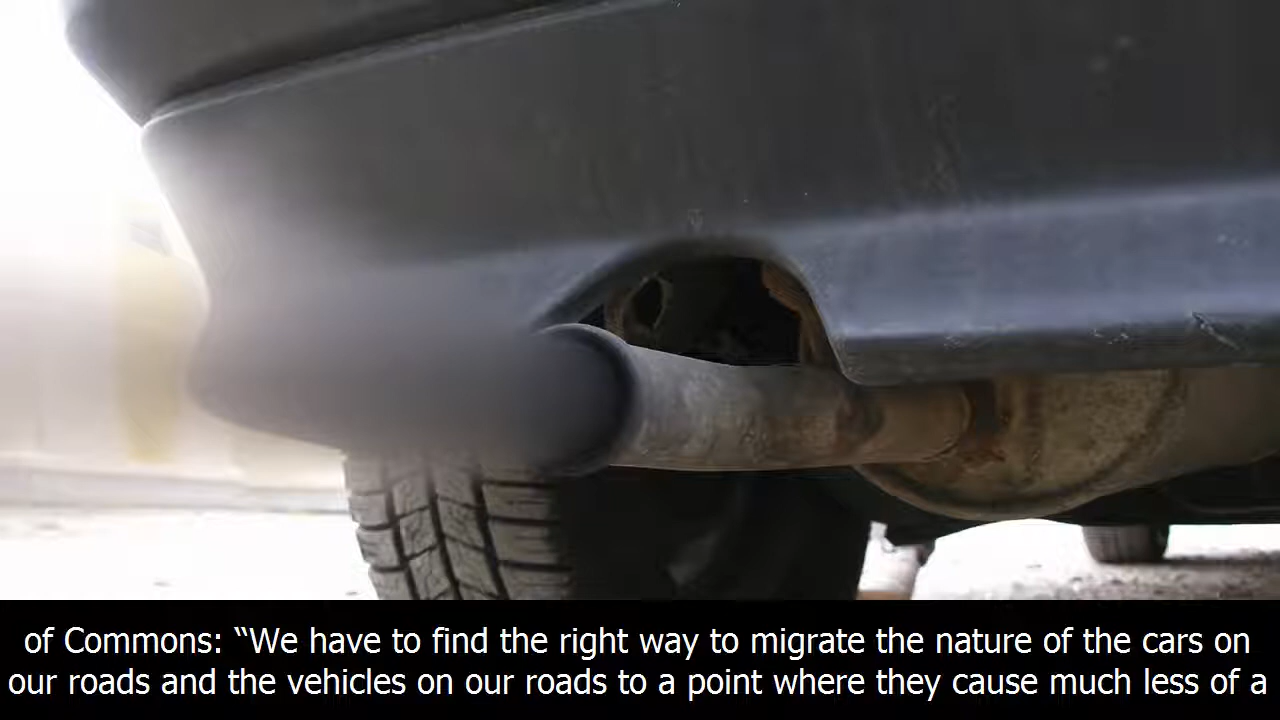 of Commons: “We have to find the right way to migrate the nature of the cars on
our roads and the vehicles on our roads to a point where they cause much less of a